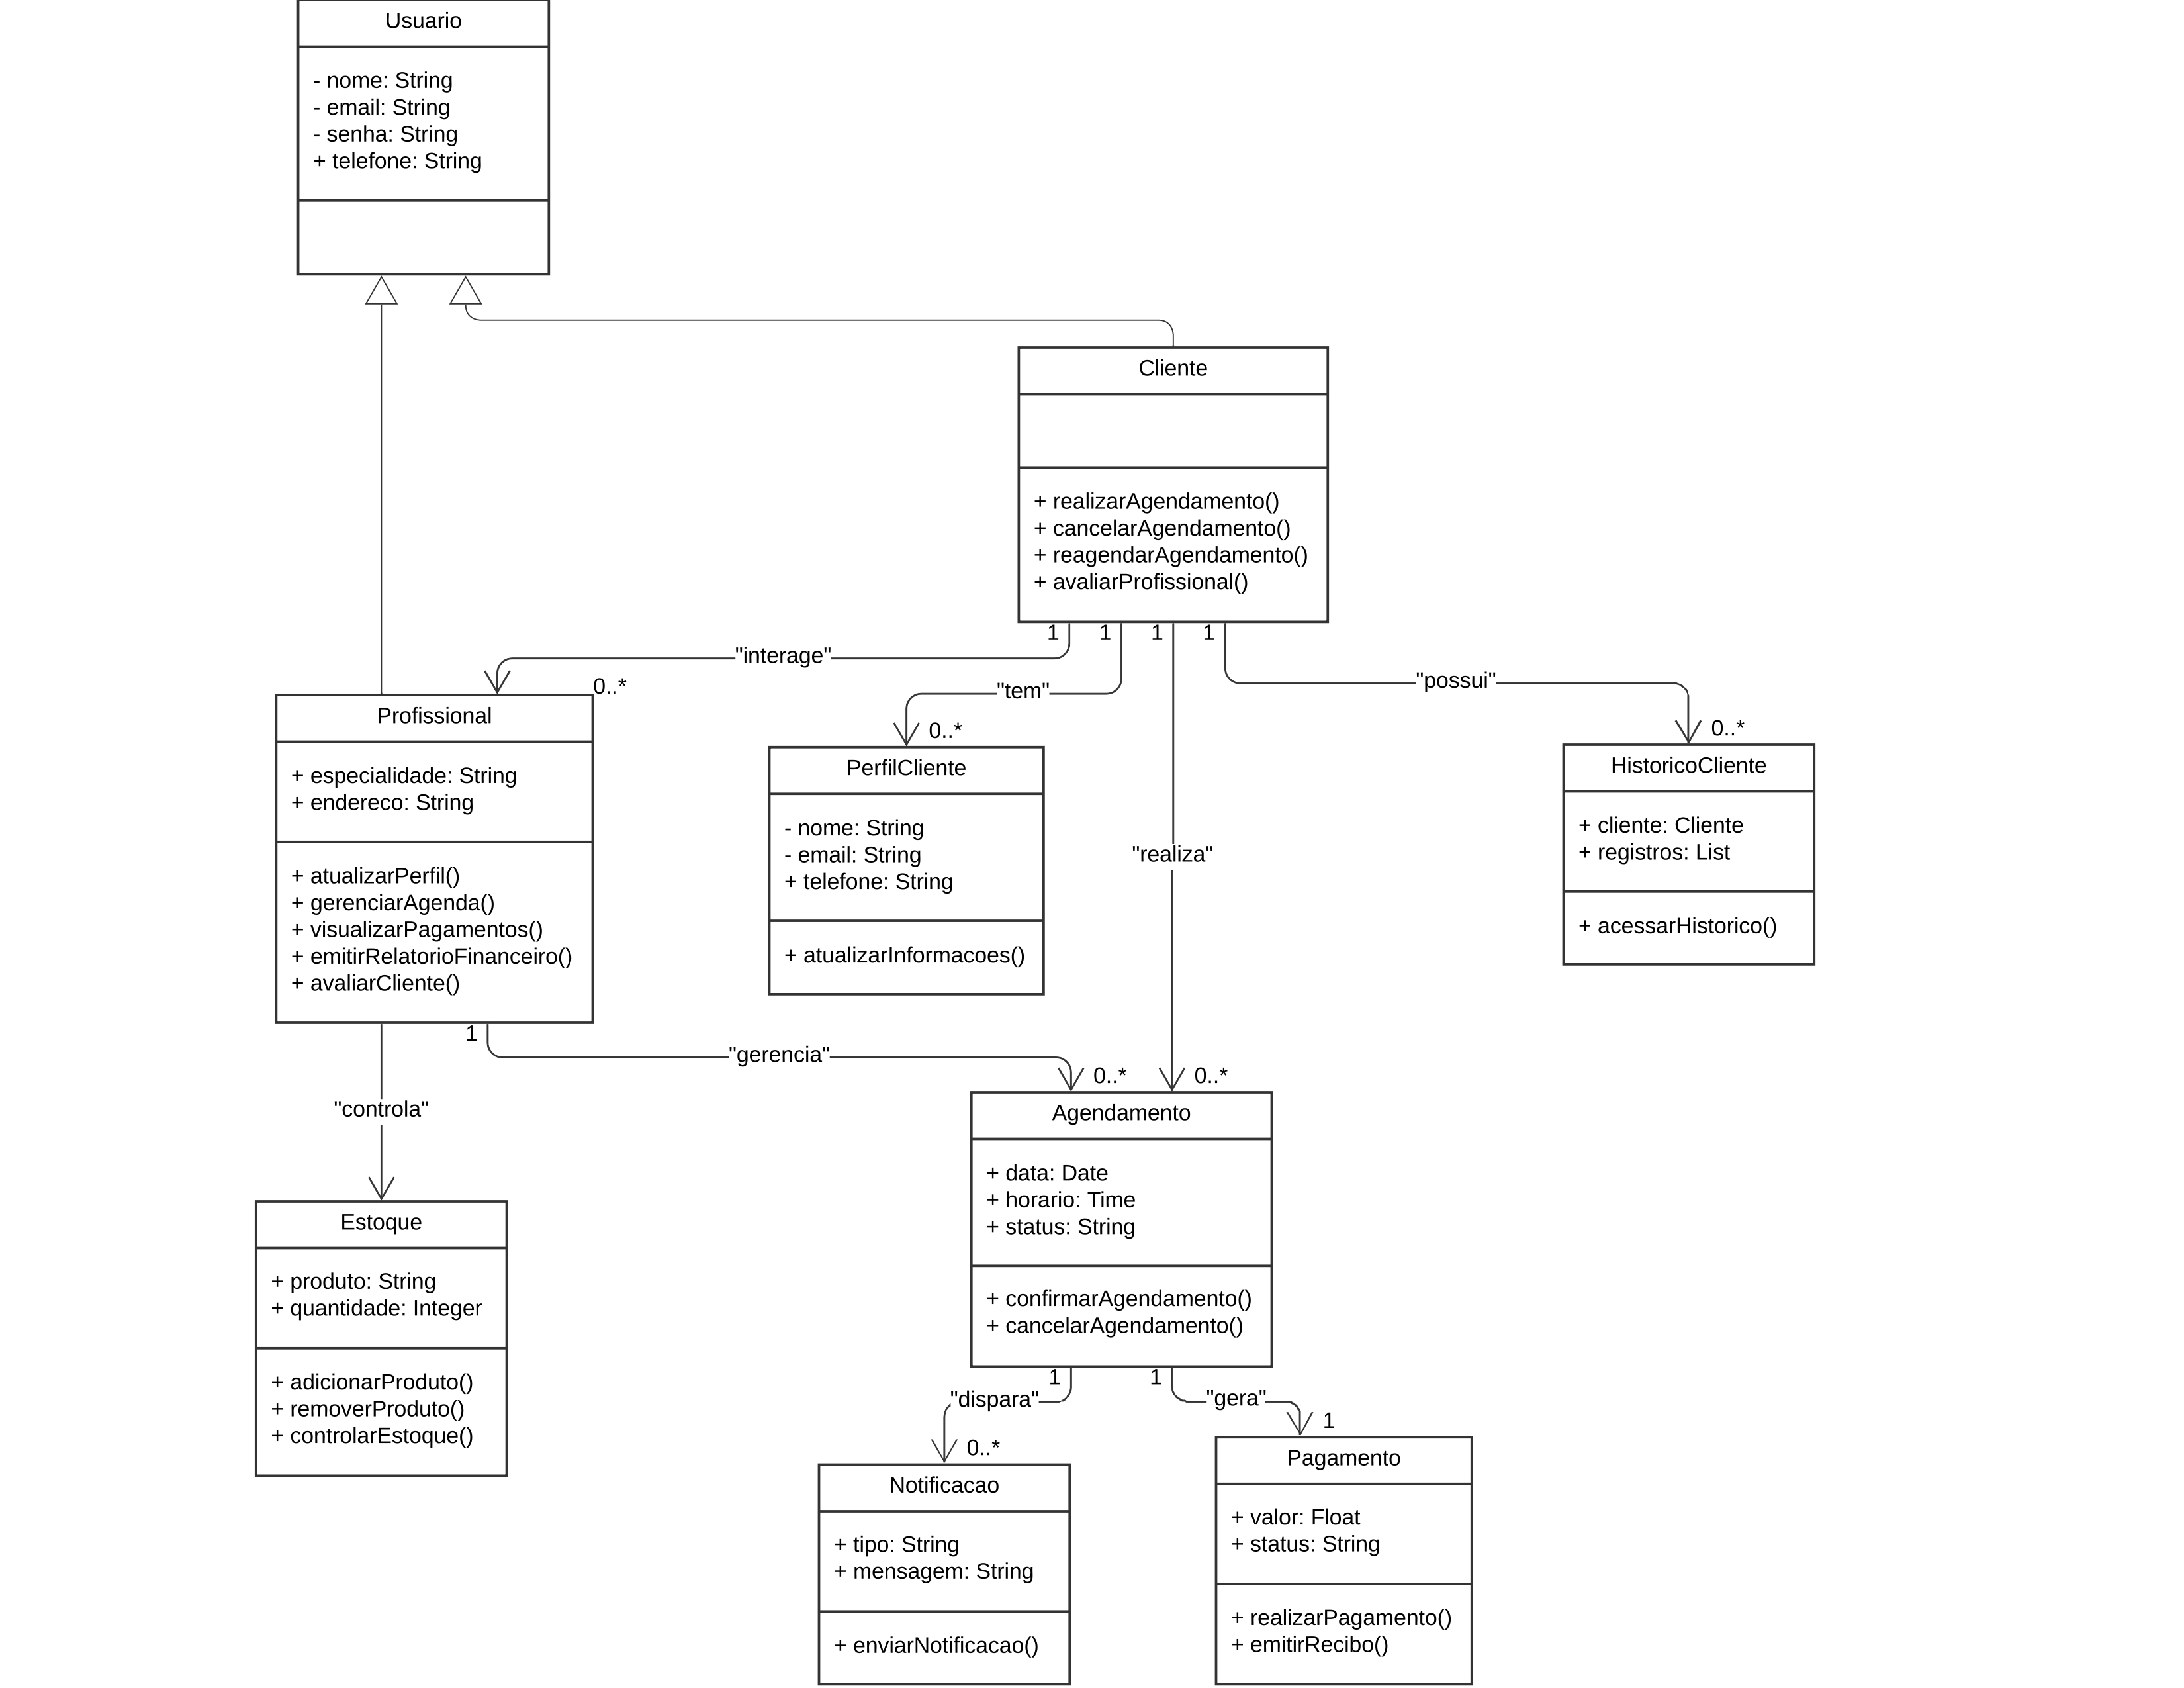 Usuario
- nome: String
- email: String
- senha: String
+ telefone: String
Cliente
+ realizarAgendamento()
+ cancelarAgendamento()
+ reagendarAgendamento()
+ avaliarProfissional()
1
1
1
1
"interage"
"tem"
"possui"
0..*
0..*
0..*
Profissional
+ especialidade: String
+ endereco: String
+ atualizarPerfil()
+ gerenciarAgenda()
+ visualizarPagamentos()
+ emitirRelatorioFinanceiro()
+ avaliarCliente()
PerfilCliente
- nome: String
- email: String
+ telefone: String
+ atualizarInformacoes()
"realiza"
HistoricoCliente
+ cliente: Cliente
+ registros: List
+ acessarHistorico()
1
"gerencia"
0..*
0..*
"controla"
Estoque
+ produto: String
+ quantidade: Integer
+ adicionarProduto()
+ removerProduto()
+ controlarEstoque()
Agendamento
+ data: Date
+ horario: Time
+ status: String
+ confirmarAgendamento()
+ cancelarAgendamento()
1
1
"dispara"
"gera"
0..*
1
Notificacao
+ tipo: String
+ mensagem: String
+ enviarNotificacao()
Pagamento
+ valor: Float
+ status: String
+ realizarPagamento()
+ emitirRecibo()